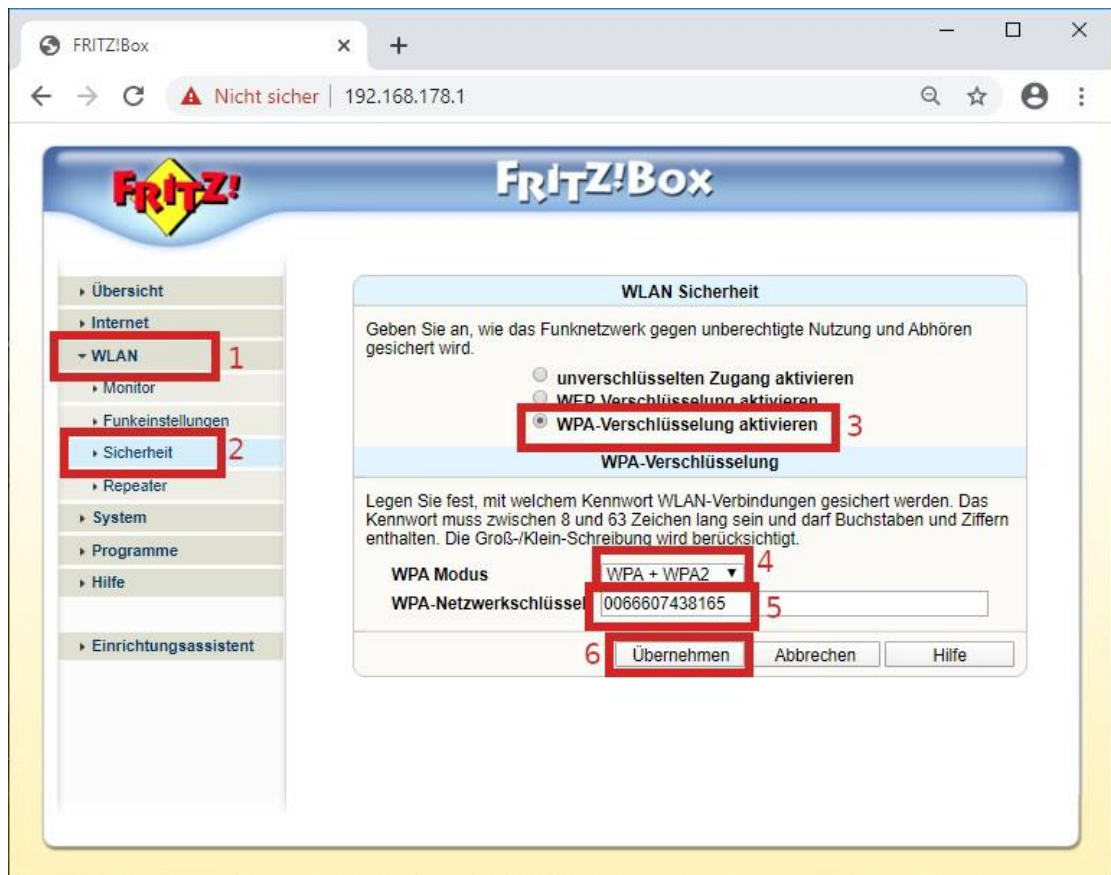 FRITZ!Box
Nicht sicher | 192.168.178.1
FRITZ!
FRITZ!Box
Übersicht
Internet
WLAN
1
Monitor
Funkeinstellungen
Sicherheit
2
Repeater
System
Programme
Hilfe
Einrichtungsassistent
WLAN Sicherheit
Geben Sie an, wie das Funknetzwerk gegen unberechtigte Nutzung und Abhören
gesichert wird.
unverschlüsselten Zugang aktivieren
WEP-Verschlüsselung aktivieren
WPA-Verschlüsselung aktivieren
3
WPA-Verschlüsselung
Legen Sie fest, mit welchem Kennwort WLAN-Verbindungen gesichert werden. Das
Kennwort muss zwischen 8 und 63 Zeichen lang sein und darf Buchstaben und Ziffern
enthalten. Die Groß-/Klein-Schreibung wird berücksichtigt.
WPA Modus WPA + WPA2
4
WPA-Netzwerkschlüssel 0066607438165
5
6
Übernehmen Abbrechen Hilfe